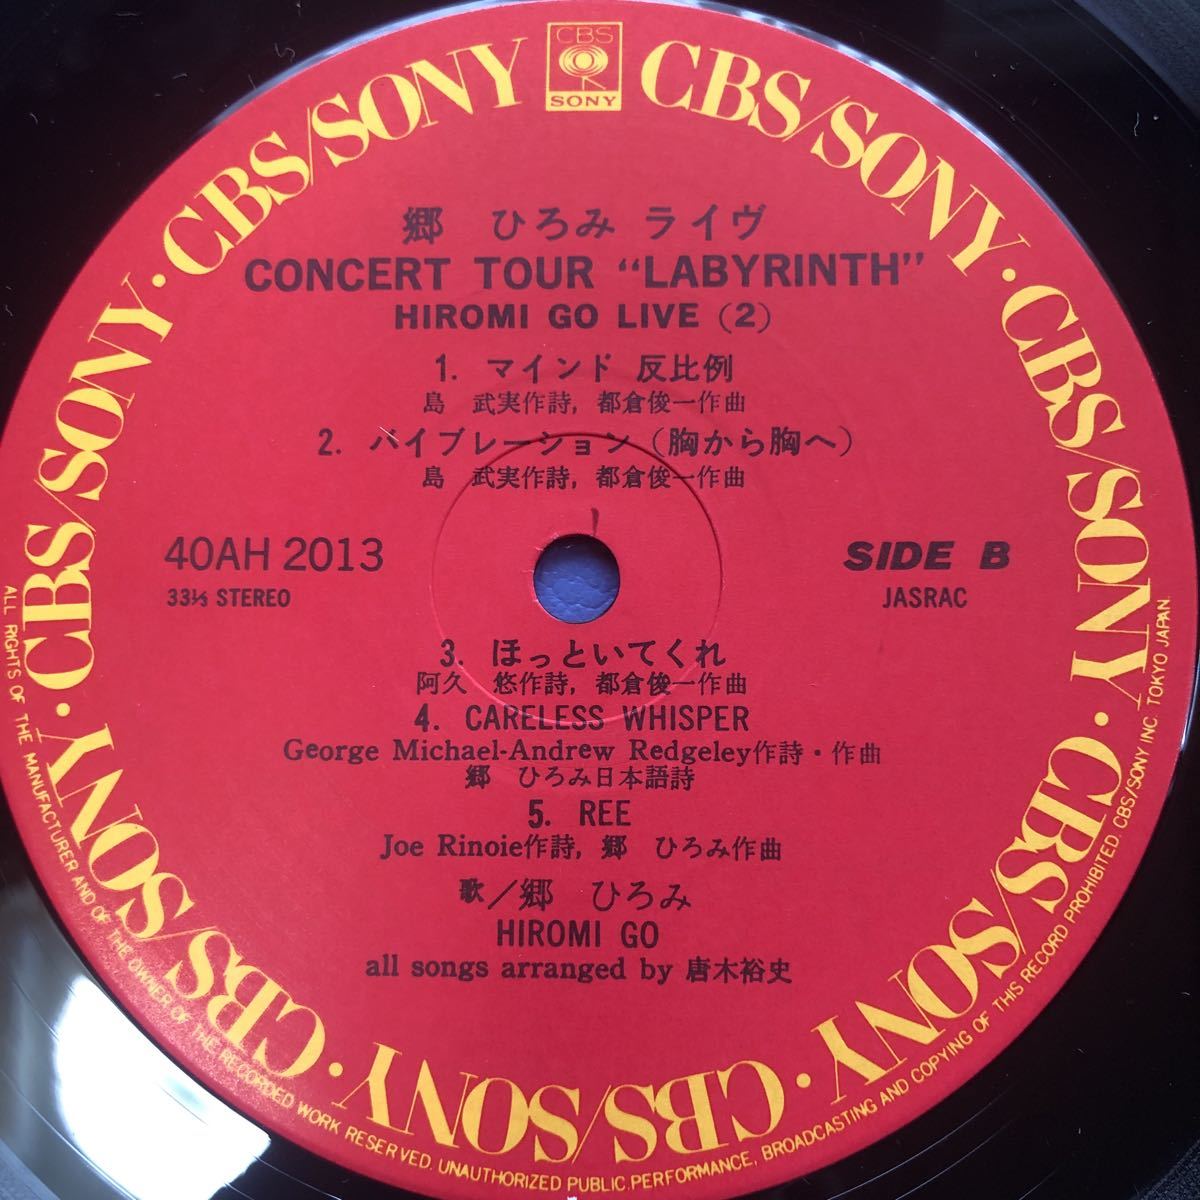 CBS
SONY
CBS/SONY · CBS/SONY · CBS/SONY · CBS/SONY · CBS/SONY · CBS/SONY · CBS/SONY · CBS/SONY · CBS/SONY · CBS/SONY
郷 ひろみ ライヴ
CONCERT TOUR “LABYRINTH”
HIROMI GO LIVE (2)
1. マインド 反比例
島 武実作詩, 都倉俊一作曲
2. バイブレーション (胸から胸へ)
島 武実作詩, 都倉俊一作曲
40AH 2013
33⅓ STEREO
SIDE B
JASRAC
3. ほっといてくれ
阿久 悠作詩, 都倉俊一作曲
4. CARELESS WHISPER
George Michael-Andrew Redgeley作詩・作曲
郷 ひろみ日本語詩
5. REE
Joe Rinoie作詩, 郷 ひろみ作曲
歌／郷 ひろみ
HIROMI GO
all songs arranged by 唐木裕史
ALL RIGHTS OF THE MANUFACTURER AND OF THE OWNER OF THE RECORDED WORK RESERVED. UNAUTHORIZED PUBLIC PERFORMANCE, BROADCASTING AND COPYING OF THIS RECORD PROHIBITED. CBS/SONY INC. TOKYO JAPAN.